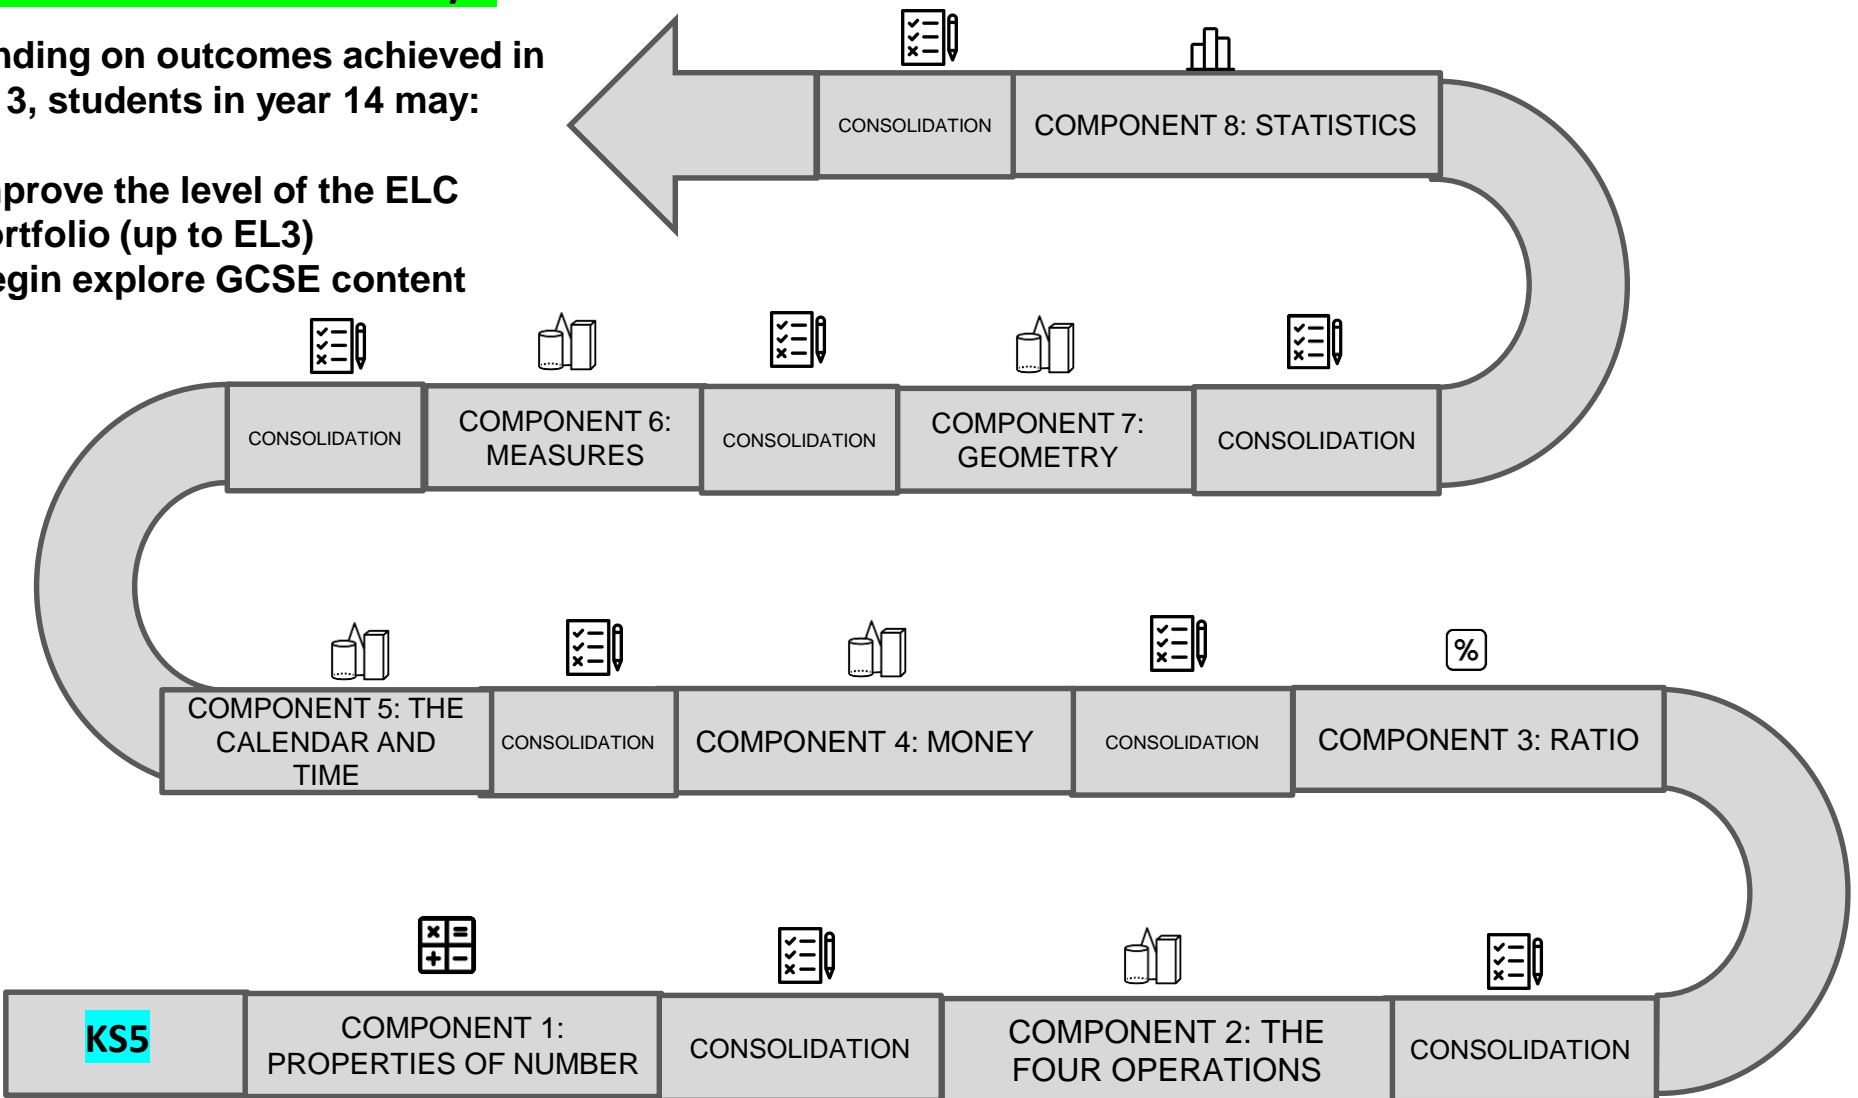 nding on outcomes achieved in
3, students in year 14 may:
prove the level of the ELC
rtfolio (up to EL3)
egin explore GCSE content
CONSOLIDATION
COMPONENT 8: STATISTICS
CONSOLIDATION
COMPONENT 6:
MEASURES
CONSOLIDATION
COMPONENT 7:
GEOMETRY
CONSOLIDATION
COMPONENT 5: THE
CALENDAR AND
TIME
CONSOLIDATION
COMPONENT 4: MONEY
CONSOLIDATION
COMPONENT 3: RATIO
%
KS5
COMPONENT 1:
PROPERTIES OF NUMBER
CONSOLIDATION
COMPONENT 2: THE
FOUR OPERATIONS
CONSOLIDATION